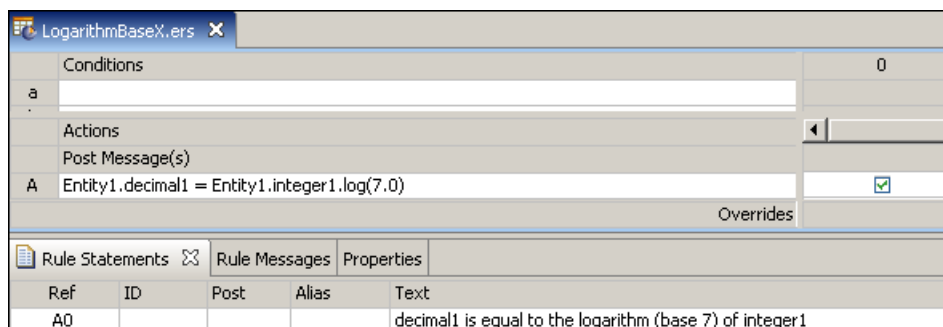 LogarithmBaseX.ers
Conditions 0
a
Actions
Post Message(s)
A Entity1.decimal1 = Entity1.integer1.log(7.0)
Overrides
Rule Statements Rule Messages Properties
Ref ID Post Alias Text
A0 decimal1 is equal to the logarithm (base 7) of integer1